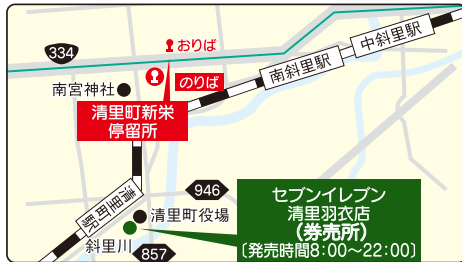 334
おりば
中斜里駅
のりば
南斜里駅
南宮神社
清里町新栄
停留所
946
セブンイレブン
清里羽衣店
（券売所）
〔発売時間8:00〜22:00〕
清里町駅
清里町役場
斜里川
857